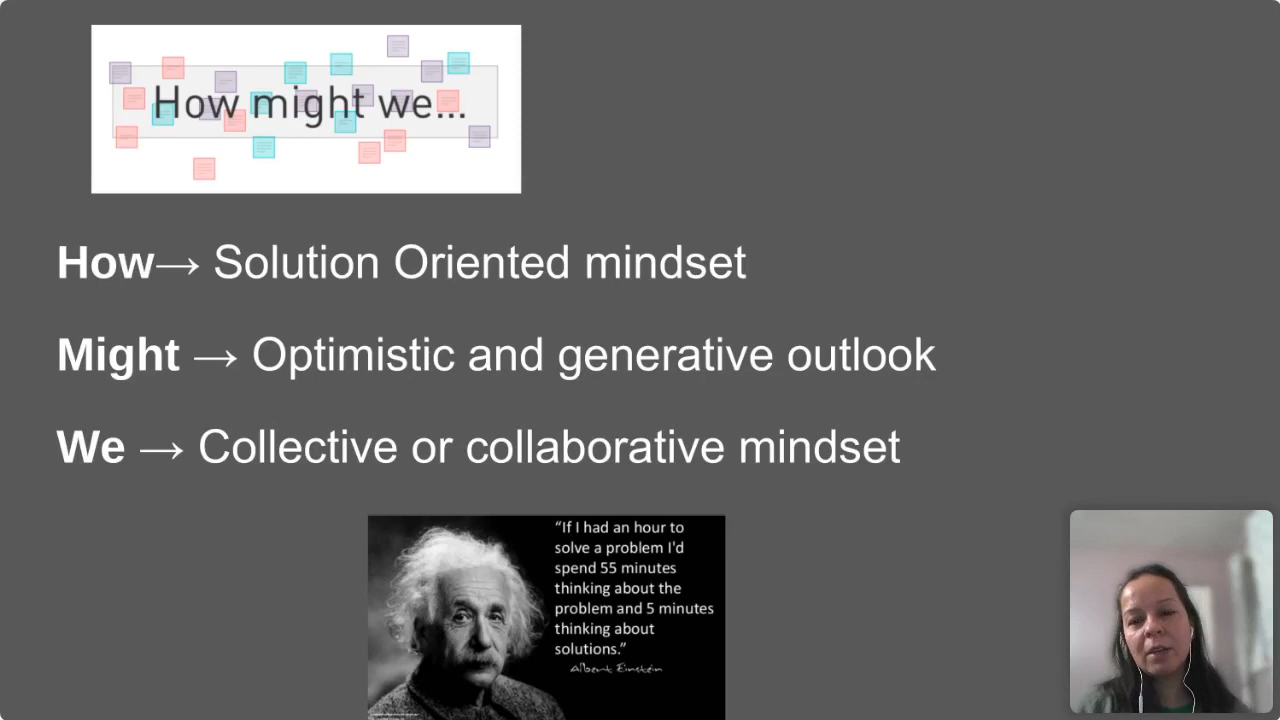 How might we...
How→ Solution Oriented mindset
Might → Optimistic and generative outlook
We → Collective or collaborative mindset
“If I had an hour to
solve a problem I'd
spend 55 minutes
thinking about the
problem and 5 minutes
thinking about
solutions.”
Albert Einstein